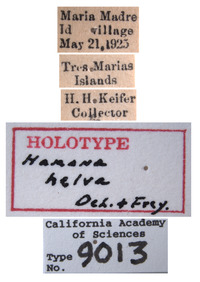 Maria Madre
Id village
May 21,1925
Tres.Marias
Islands
H.H.Keifer
Collector
HOLOTYPE
Hamana
helva
Och. & Frey.
California Academy
of Sciences
Type
No. 9013